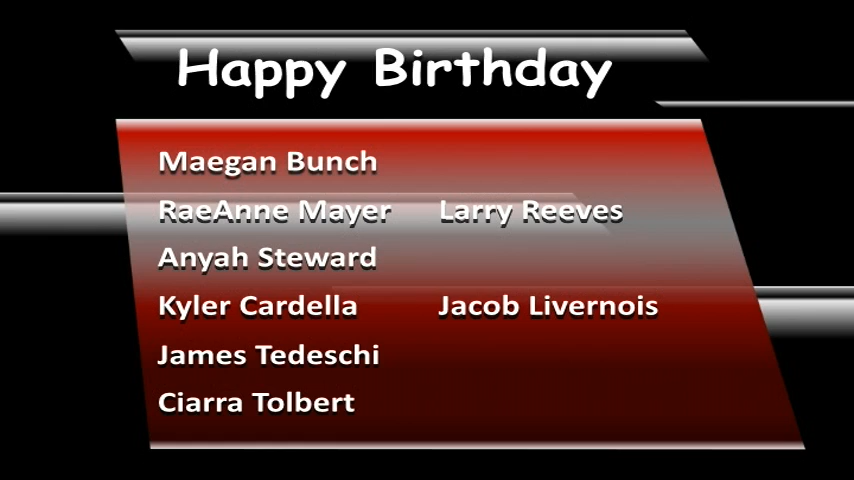 Happy Birthday
Maegan Bunch
RaeAnne Mayer Larry Reeves
Anyah Steward
Kyler Cardella Jacob Livernois
James Tedeschi
Ciarra Tolbert